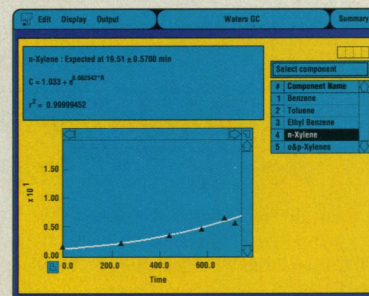 Edit Display Output Waters GC Summary
n-Xylene : Expected at 16.51 ± 0.5700 min
r² = 0.99999452
Select component
# Component Name
1 Benzene
2 Toluene
3 Ethyl Benzene
4 n-Xylene
5 o&p-Xylenes
x10¹
1.50
1.00
0.50
0.00
0.0 200.0 400.0 600.0
Time